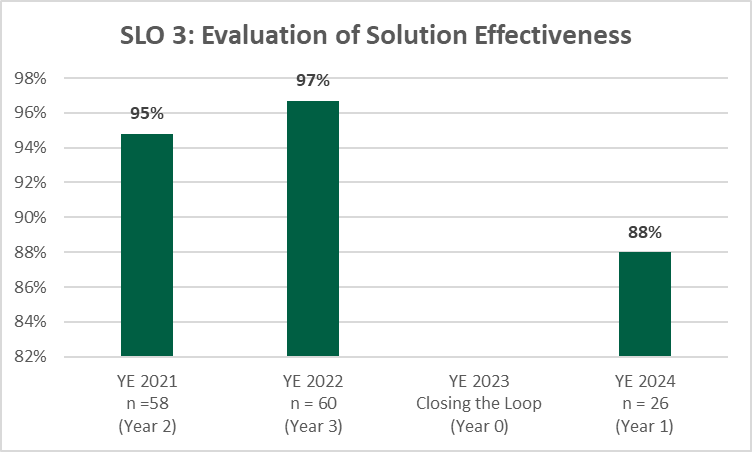 SLO 3: Evaluation of Solution Effectiveness
98%
96%
94%
92%
90%
88%
86%
84%
82%
95%
97%
88%
YE 2021
n =58
(Year 2)
YE 2022
n = 60
(Year 3)
YE 2023
Closing the Loop
(Year 0)
YE 2024
n = 26
(Year 1)